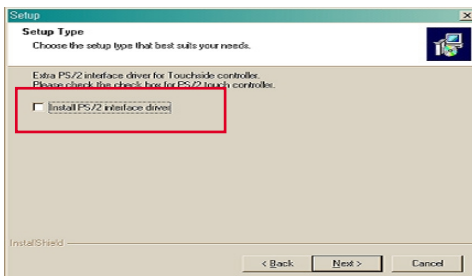 Setup
Setup Type
Choose the setup type that best suits your needs.
Extra PS/2 interface driver for Touchside controller.
Please check the check box for PS/2 touch controller.
Install PS/2 interface driver
InstallShield
< Back
Next >
Cancel